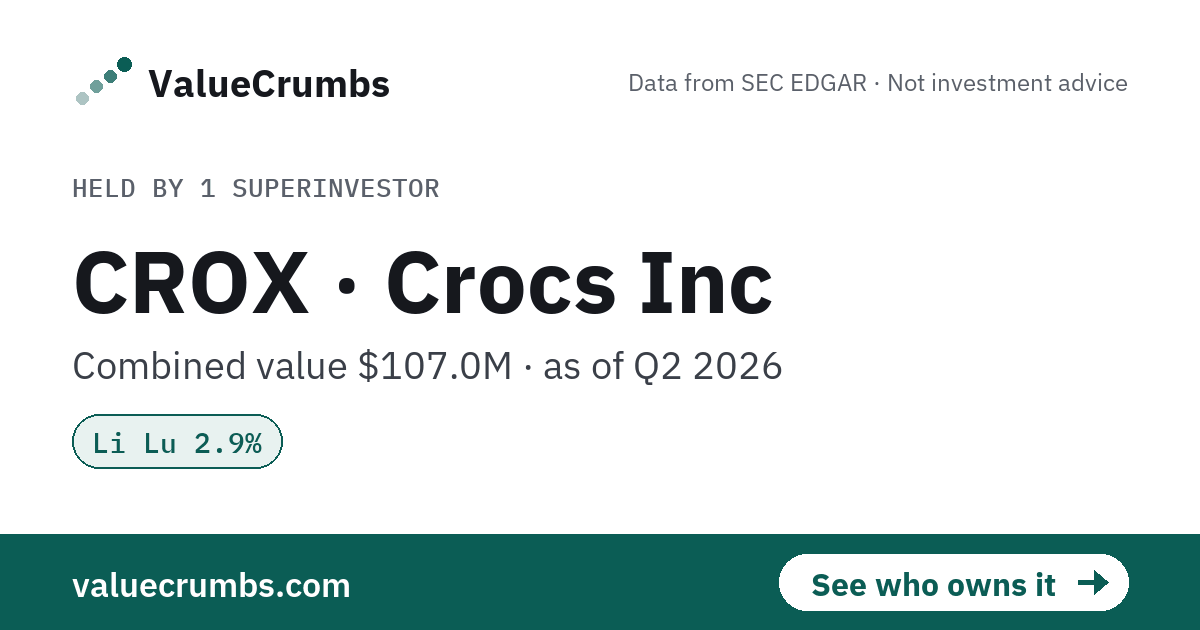 ValueCrumbs
Data from SEC EDGAR · Not investment advice
HELD BY 1 SUPERINVESTOR
CROX · Crocs Inc
Combined value $107.0M · as of Q2 2026
Li Lu 2.9%
valuecrumbs.com
See who owns it →